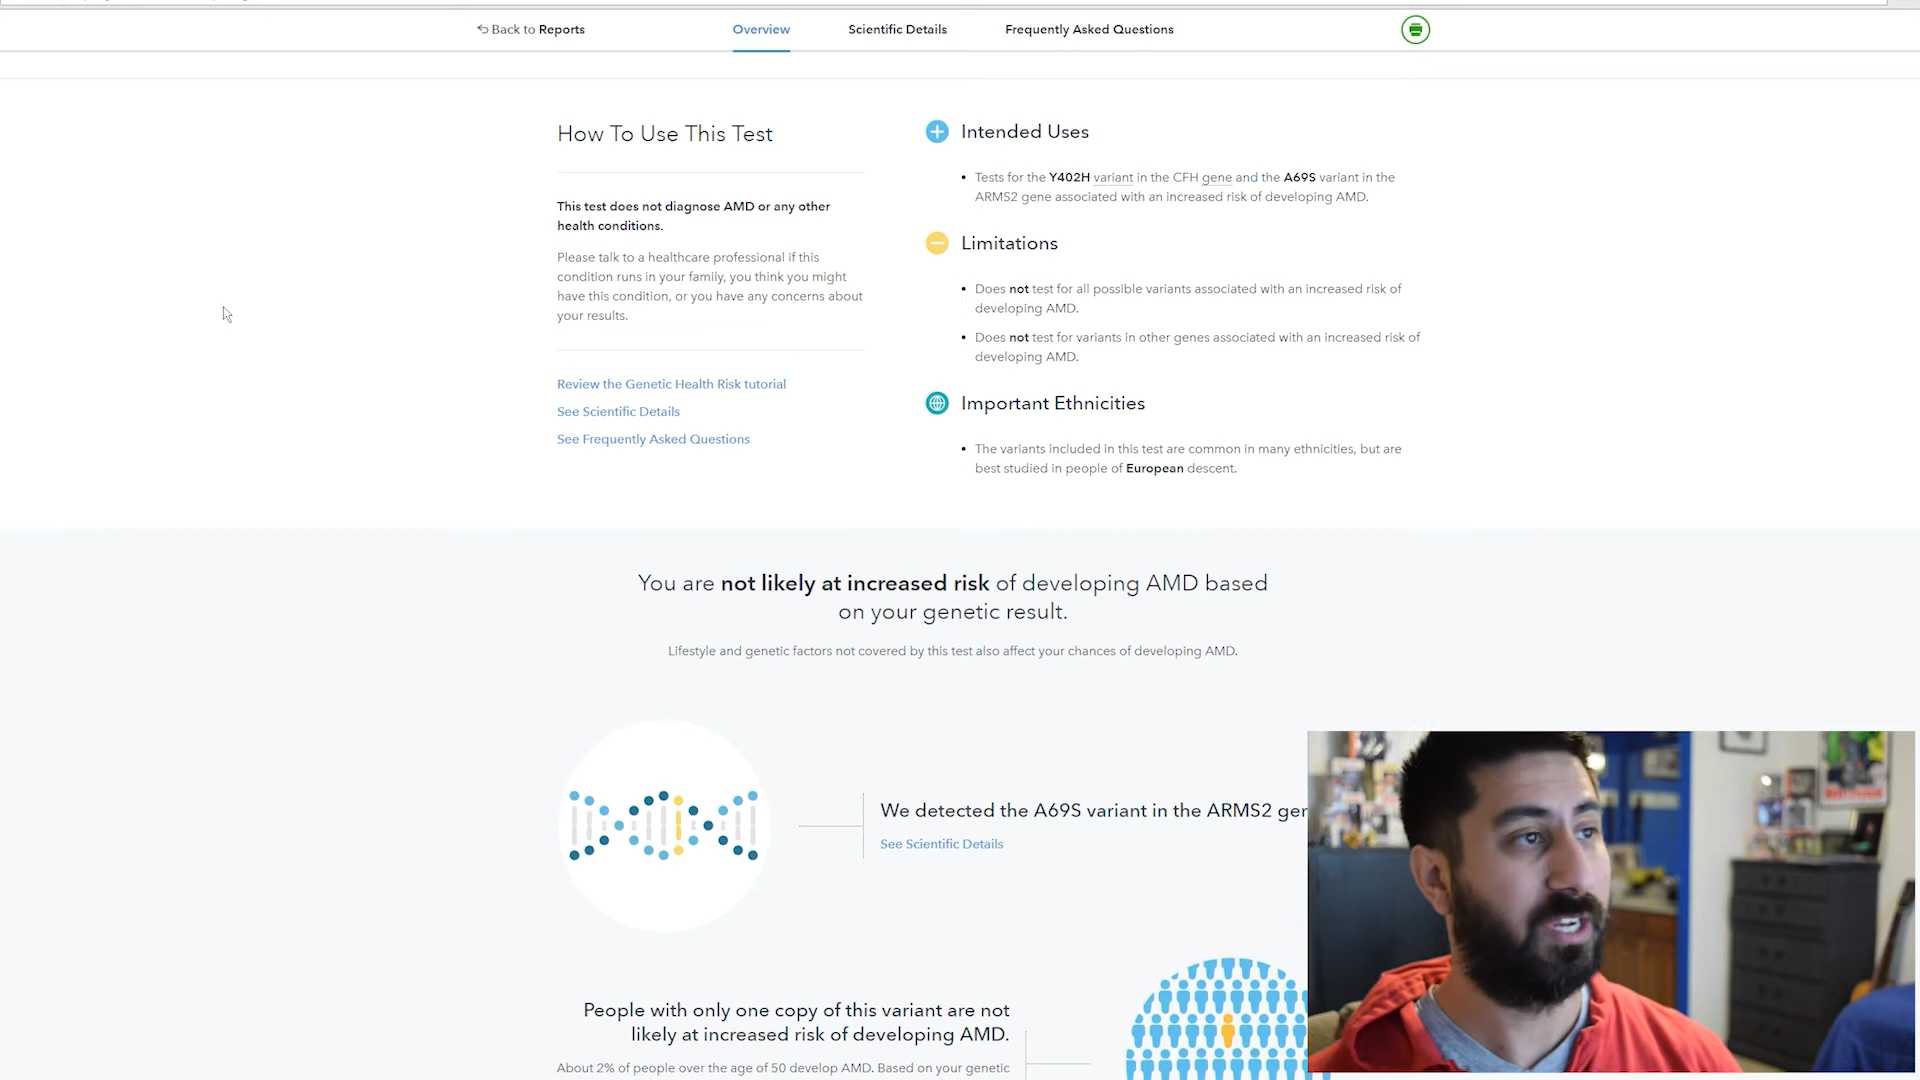 Back to Reports
Overview
Scientific Details
Frequently Asked Questions
How To Use This Test
This test does not diagnose AMD or any other
health conditions.
Please talk to a healthcare professional if this
condition runs in your family, you think you might
have this condition, or you have any concerns about
your results.
Review the Genetic Health Risk tutorial
See Scientific Details
See Frequently Asked Questions
Intended Uses
• Tests for the Y402H variant in the CFH gene and the A69S variant in the
ARMS2 gene associated with an increased risk of developing AMD.
Limitations
• Does not test for all possible variants associated with an increased risk of
developing AMD.
• Does not test for variants in other genes associated with an increased risk of
developing AMD.
Important Ethnicities
• The variants included in this test are common in many ethnicities, but are
best studied in people of European descent.
You are not likely at increased risk of developing AMD based
on your genetic result.
Lifestyle and genetic factors not covered by this test also affect your chances of developing AMD.
We detected the A69S variant in the ARMS2 ger
See Scientific Details
People with only one copy of this variant are not
likely at increased risk of developing AMD.
About 2% of people over the age of 50 develop AMD. Based on your genetic